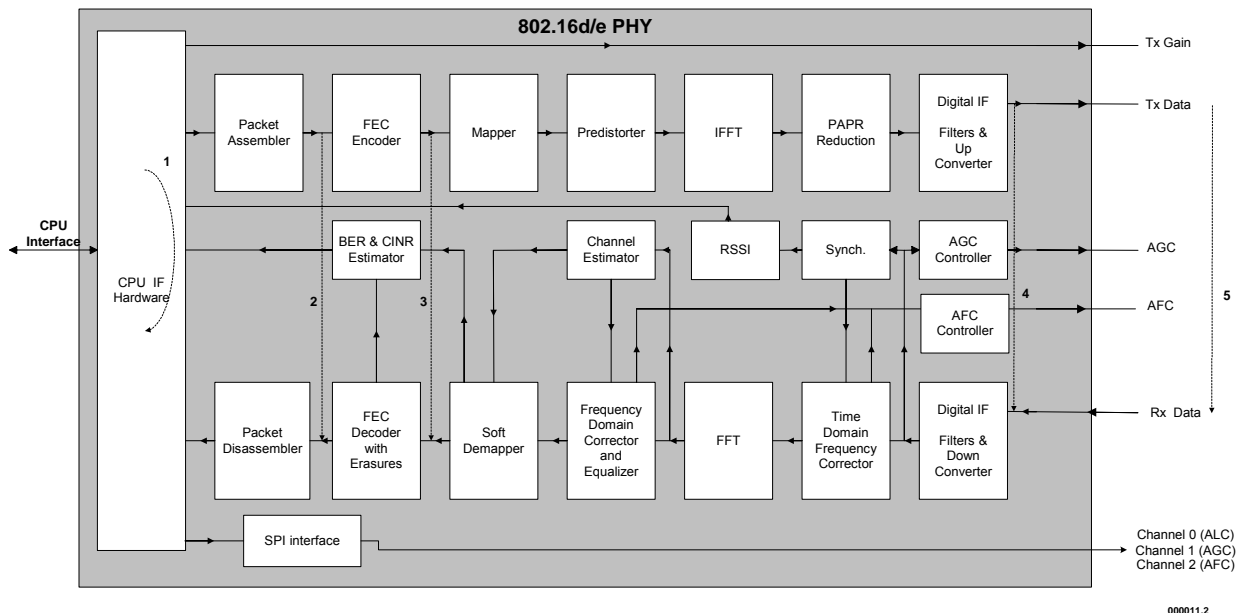 802.16d/e PHY
Tx Gain
Packet
Assembler
FEC
Encoder
Mapper
Predistorter
IFFT
PAPR
Reduction
Digital IF
Filters &
Up
Converter
Tx Data
1
CPU
Interface
CPU IF
Hardware
BER & CINR
Estimator
Channel
Estimator
RSSI
Synch.
AGC
Controller
AGC
2
3
4
5
AFC
Controller
AFC
Packet
Disassembler
FEC
Decoder
with
Erasures
Soft
Demapper
Frequency
Domain
Corrector
and
Equalizer
FFT
Time
Domain
Frequency
Corrector
Digital IF
Filters &
Down
Converter
Rx Data
SPI interface
Channel 0 (ALC)
Channel 1 (AGC)
Channel 2 (AFC)
000011.2